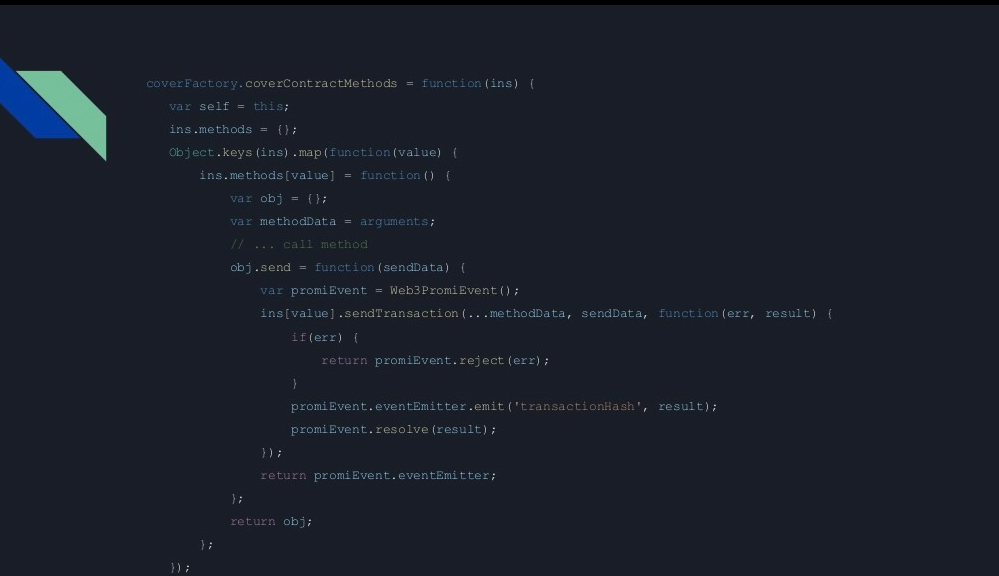 coverFactory.coverContractMethods = function(ins) {
var self = this;
ins.methods = {};
Object.keys(ins).map(function(value) {
ins.methods[value] = function() {
var obj = {};
var methodData = arguments;
// ... call method
obj.send = function(sendData) {
var promiEvent = Web3PromiEvent();
ins[value].sendTransaction(...methodData, sendData, function(err, result) {
if(err) {
return promiEvent.reject(err);
}
promiEvent.eventEmitter.emit('transactionHash', result);
promiEvent.resolve(result);
});
return promiEvent.eventEmitter;
};
return obj;
};
});